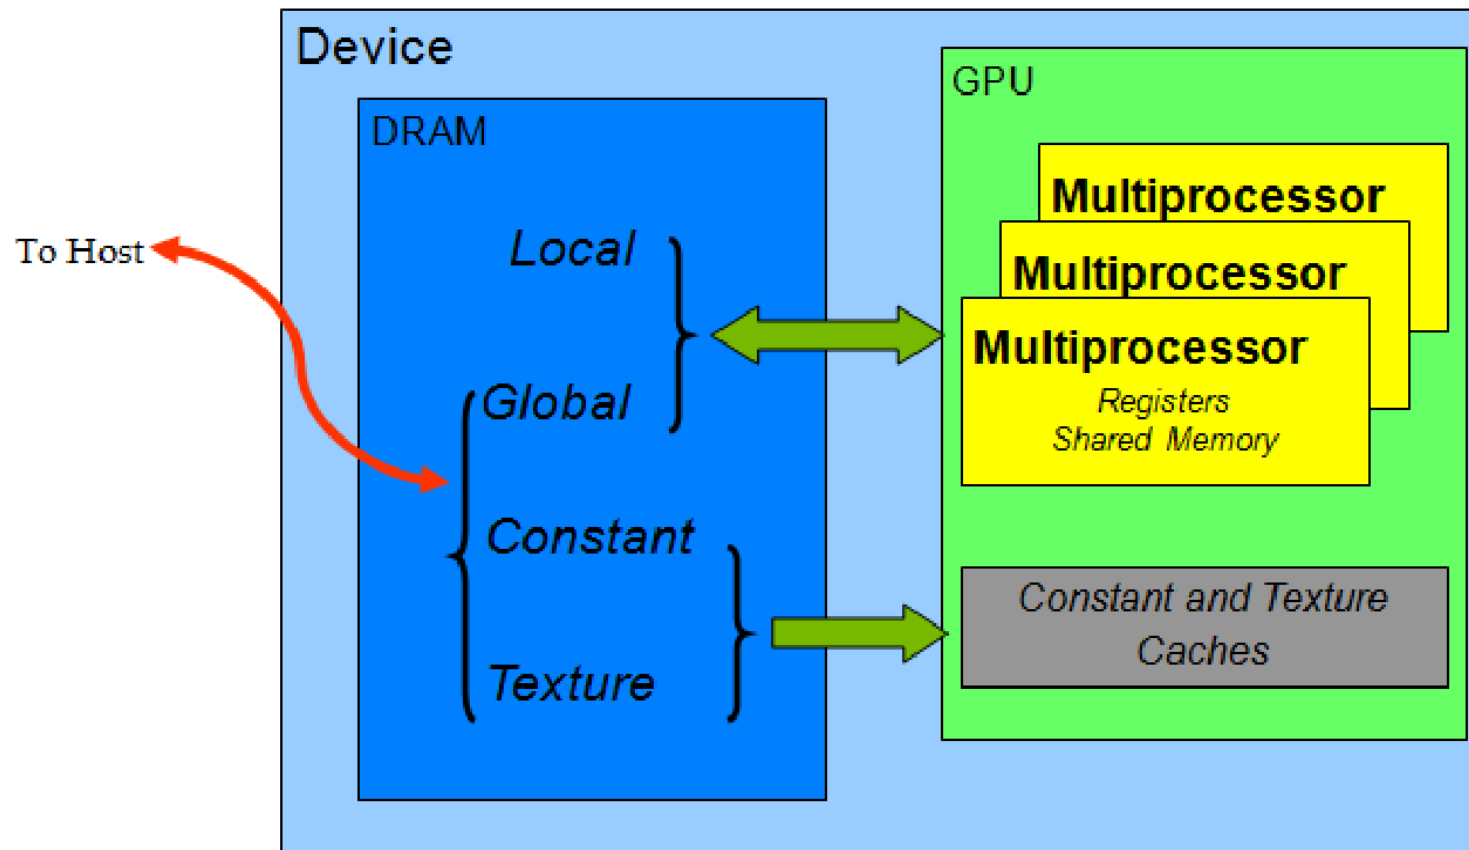 Device
DRAM
To Host
Local
Global
Constant
Texture
GPU
Multiprocessor
Multiprocessor
Multiprocessor
Registers
Shared Memory
Constant and Texture
Caches